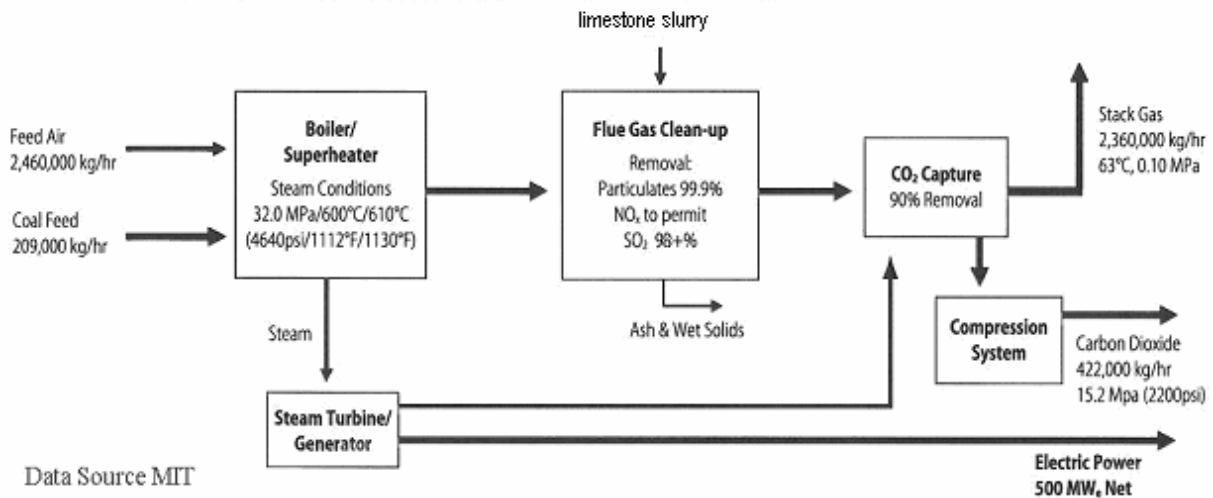 limestone slurry
Feed Air
2,460,000 kg/hr
Coal Feed
209,000 kg/hr
Boiler/
Superheater
Steam Conditions
32.0 MPa/600°C/610°C
(4640psi/1112°F/1130°F)
Flue Gas Clean-up
Removal:
Particulates 99.9%
NOx to permit
SO2 98+%
CO2 Capture
90% Removal
Stack Gas
2,360,000 kg/hr
63°C, 0.10 MPa
Steam
Ash & Wet Solids
Compression
System
Carbon Dioxide
422,000 kg/hr
15.2 Mpa (2200psi)
Steam Turbine/
Generator
Electric Power
500 MWe Net
Data Source MIT